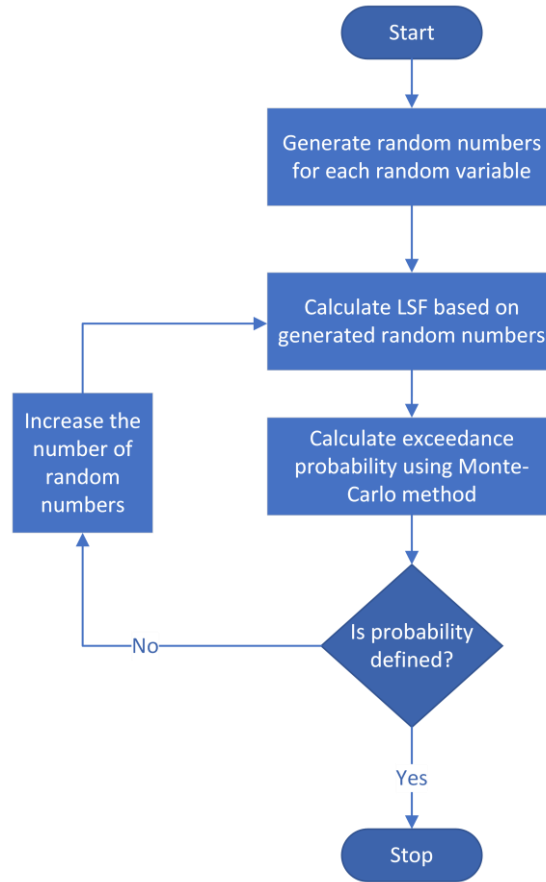 Start
Generate random numbers
for each random variable
Calculate LSF based on
generated random numbers
Increase the
number of
random
numbers
Calculate exceedance
probability using Monte-
Carlo method
Is probability
defined?
No
Yes
Stop